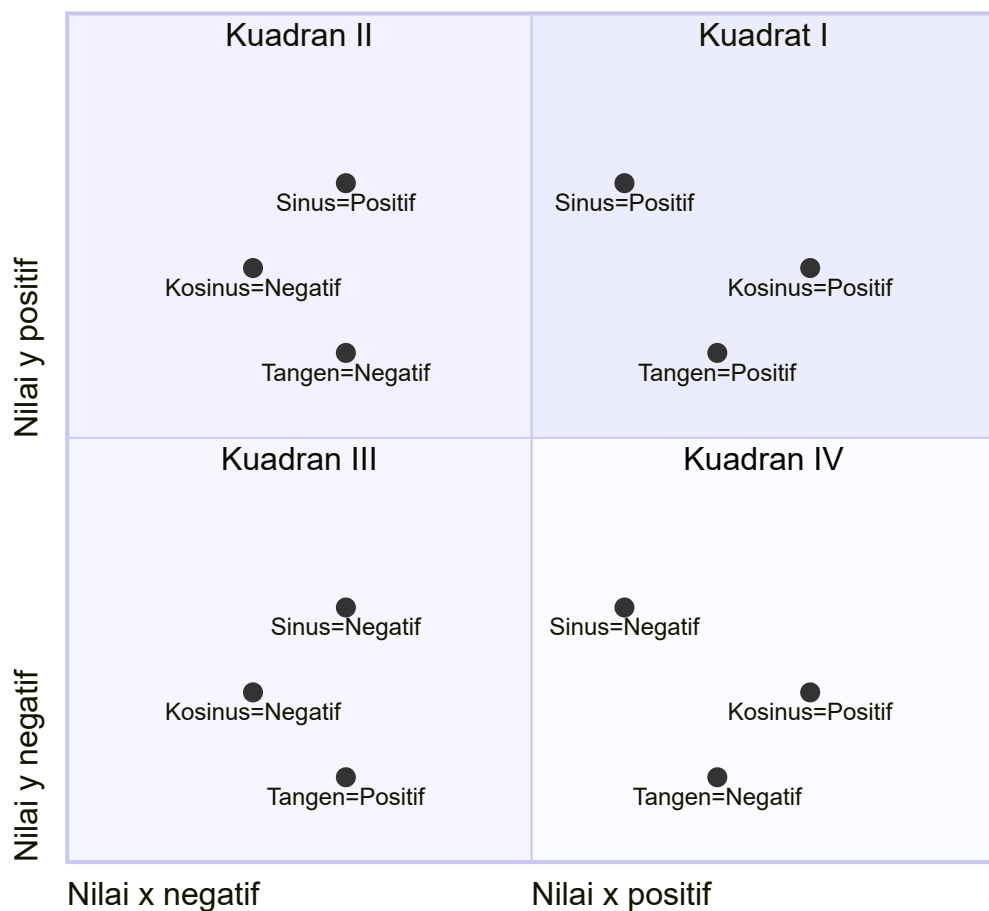 Kuadran II
Kuadrat I
Sinus=Positif
Sinus=Positif
Kosinus=Negatif
Kosinus=Positif
Tangen=Negatif
Tangen=Positif
Nilai y positif
Kuadran III
Kuadran IV
Sinus=Negatif
Sinus=Negatif
Kosinus=Negatif
Kosinus=Positif
Tangen=Positif
Tangen=Negatif
Nilai y negatif
Nilai x negatif
Nilai x positif